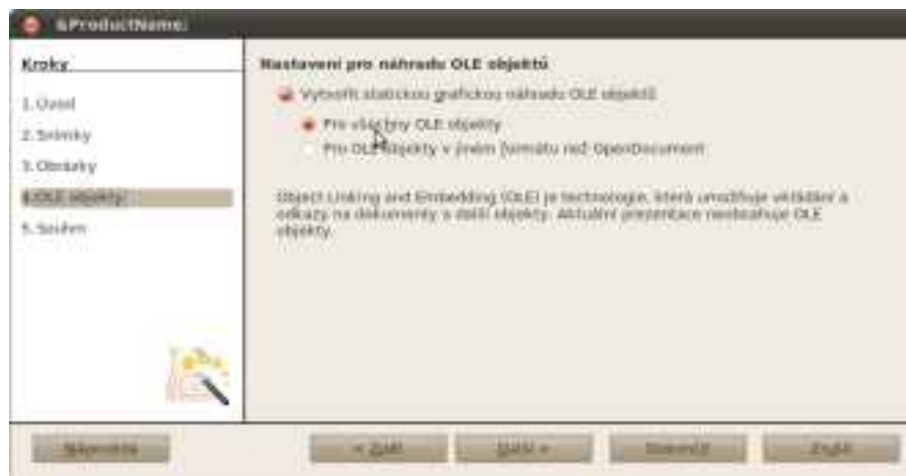 &ProductName;
Kroky
1. Úvod
2. Snímky
3. Obrázky
4. OLE objekty
5. Souhrn
Nastavení pro náhradu OLE objektů
Vytvořit statickou grafickou náhradu OLE objektů
Pro všechny OLE objekty
Pro OLE objekty v jiném formátu než OpenDocument
Object Linking and Embedding (OLE) je technologie, která umožňuje vkládání a
odkazy na dokumenty a další objekty. Aktuální prezentace neobsahuje OLE
objekty.
Nápověda
< Zpět
Další >
Dokončit
Zrušit